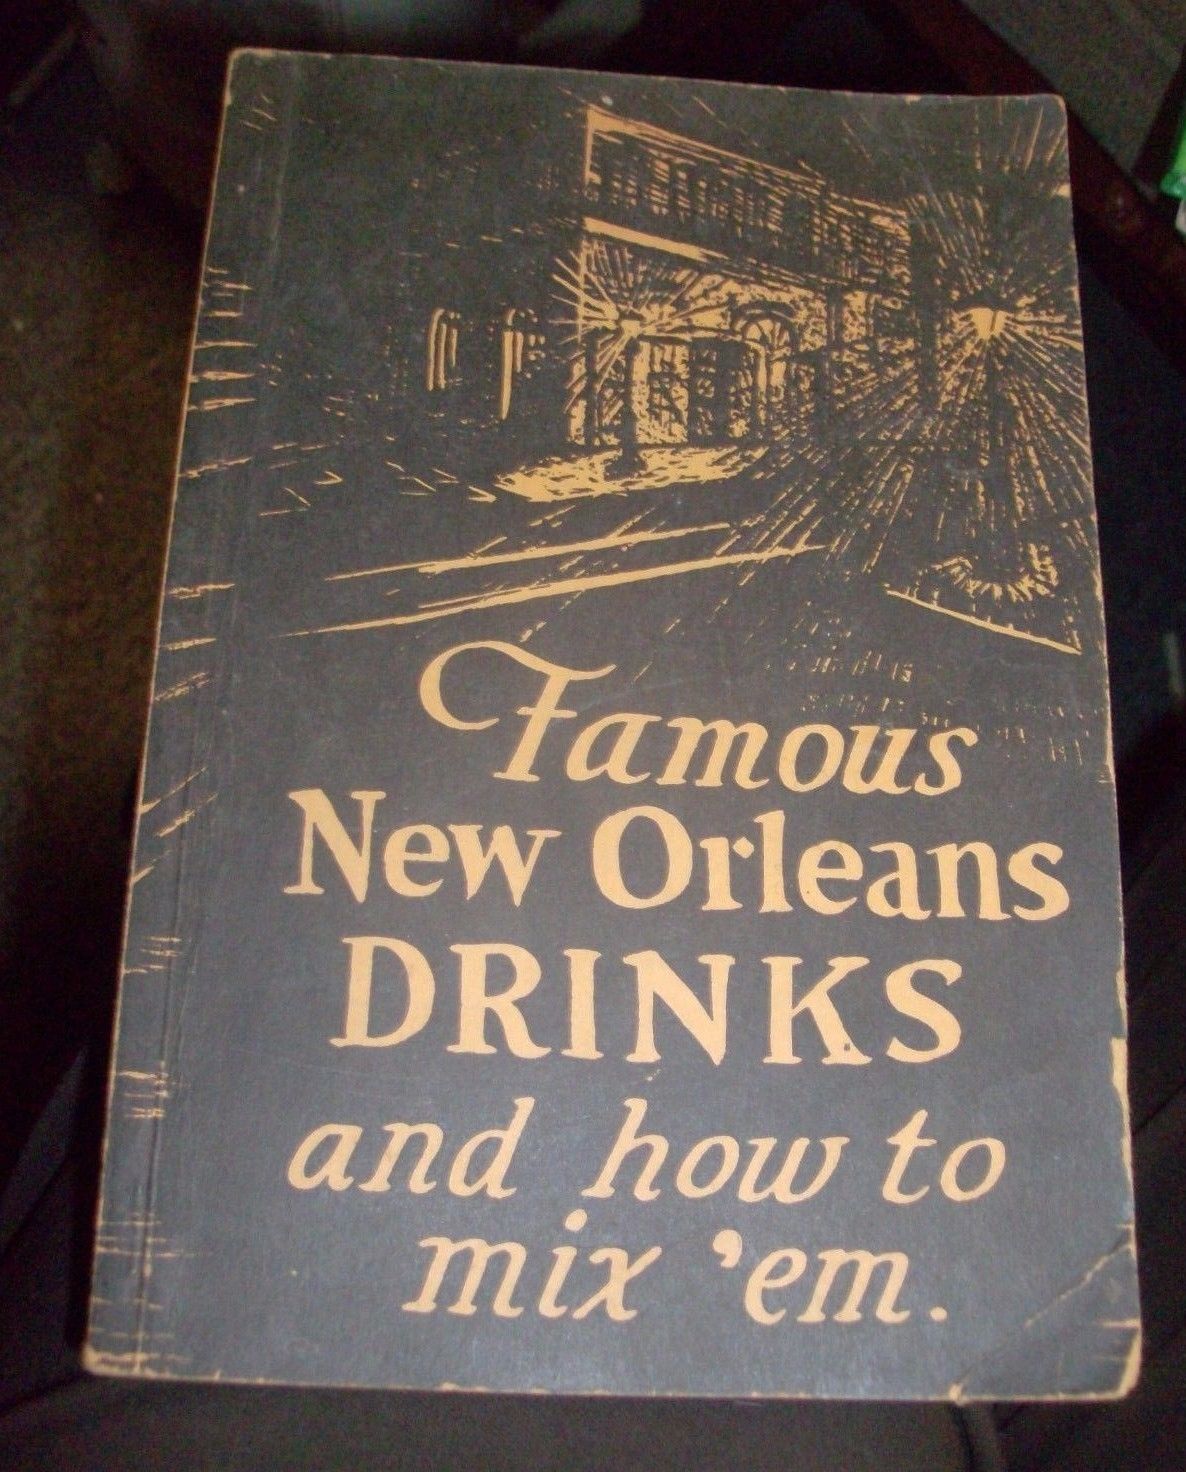 Famous
New Orleans
DRINKS
and how to
mix 'em.